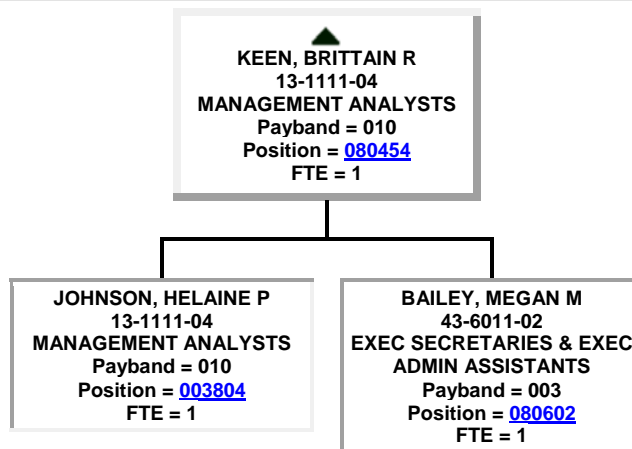 KEEN, BRITTAIN R
13-1111-04
MANAGEMENT ANALYSTS
Payband = 010
Position = 080454
FTE = 1
JOHNSON, HELAINE P
13-1111-04
MANAGEMENT ANALYSTS
Payband = 010
Position = 003804
FTE = 1
BAILEY, MEGAN M
43-6011-02
EXEC SECRETARIES & EXEC
ADMIN ASSISTANTS
Payband = 003
Position = 080602
FTE = 1